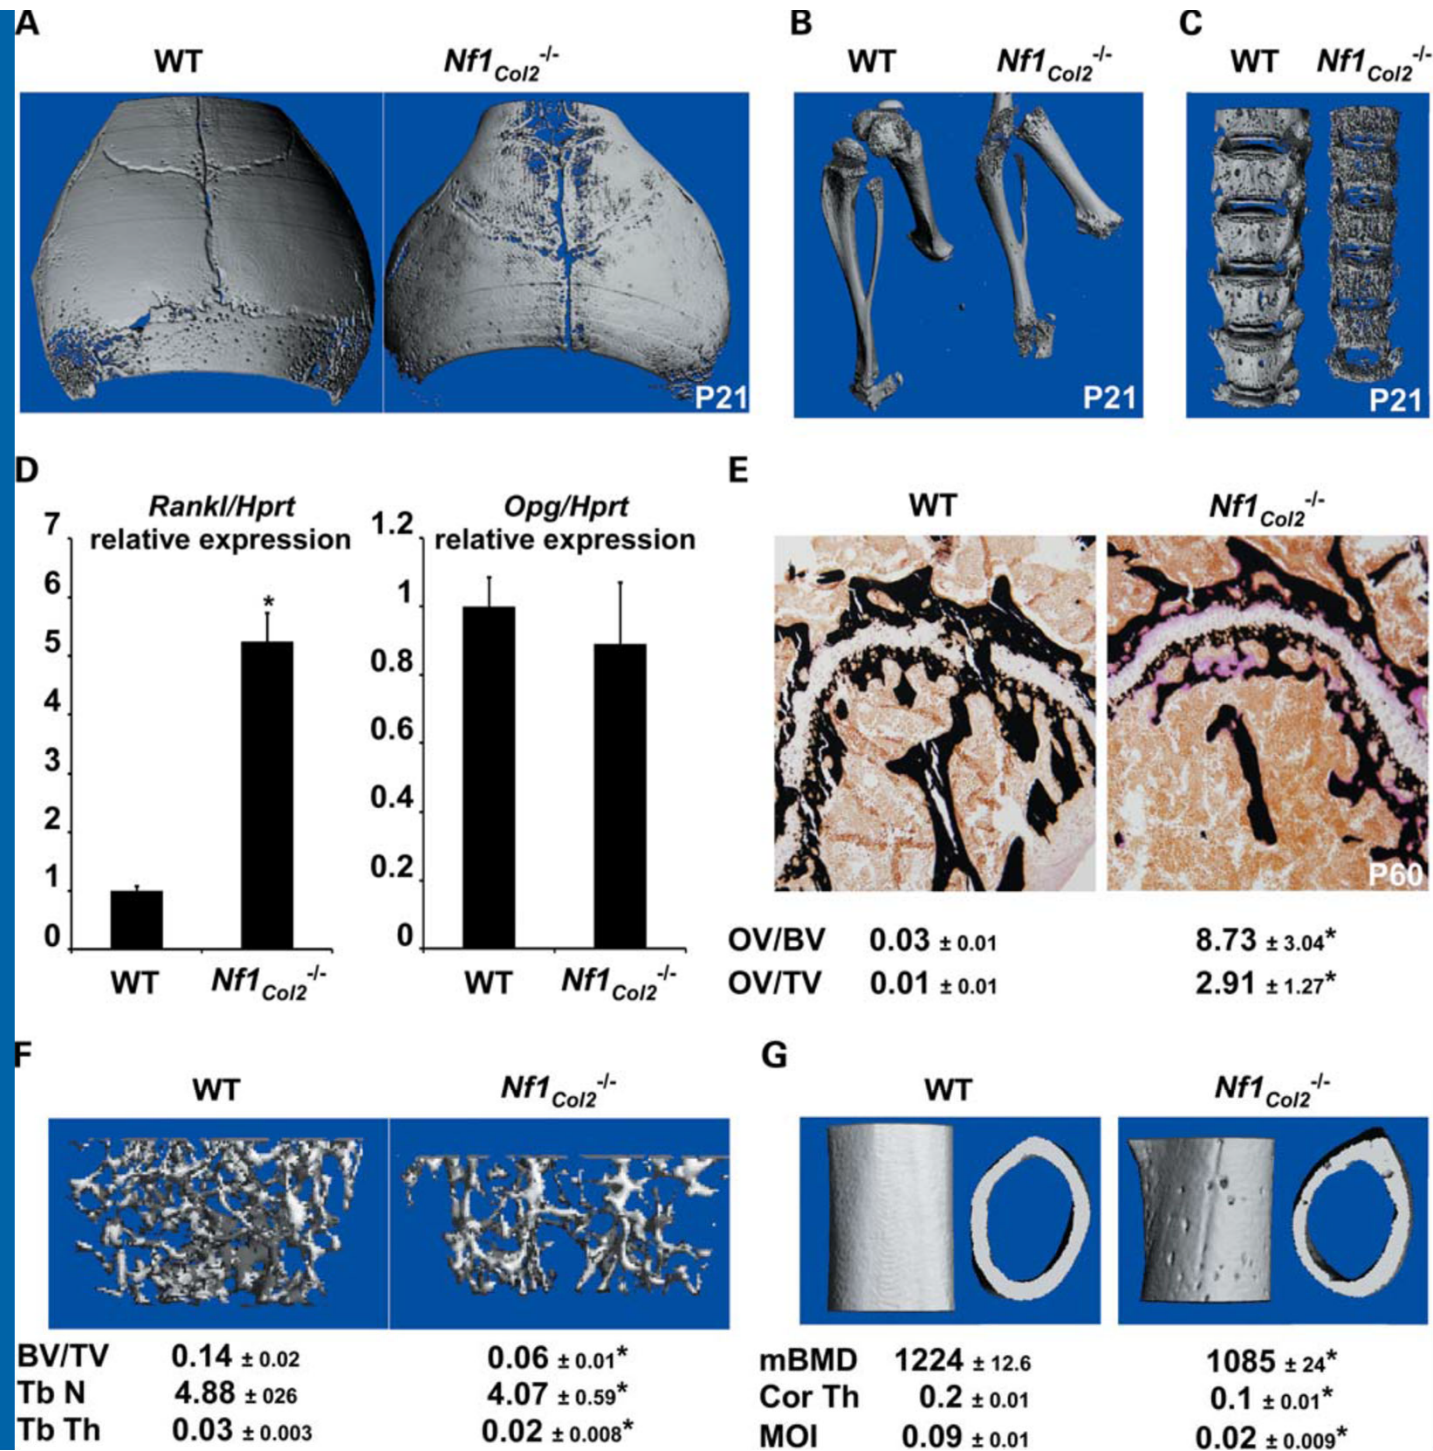 A
WT
Nf1Col2-/-
P21
B
WT
Nf1Col2-/-
P21
C
WT
Nf1Col2-/-
P21
D
Rankl/Hprt
relative expression
7
6
5
4
3
2
1
0
*
WT
Nf1Col2-/-
Opg/Hprt
relative expression
1.2
1
0.8
0.6
0.4
0.2
0
WT
Nf1Col2-/-
E
WT
Nf1Col2-/-
P60
OV/BV 0.03 ± 0.01 8.73 ± 3.04*
OV/TV 0.01 ± 0.01 2.91 ± 1.27*
F
WT
Nf1Col2-/-
BV/TV 0.14 ± 0.02 0.06 ± 0.01*
Tb N 4.88 ± 026 4.07 ± 0.59*
Tb Th 0.03 ± 0.003 0.02 ± 0.008*
G
WT
Nf1Col2-/-
mBMD 1224 ± 12.6 1085 ± 24*
Cor Th 0.2 ± 0.01 0.1 ± 0.01*
MOI 0.09 ± 0.01 0.02 ± 0.009*